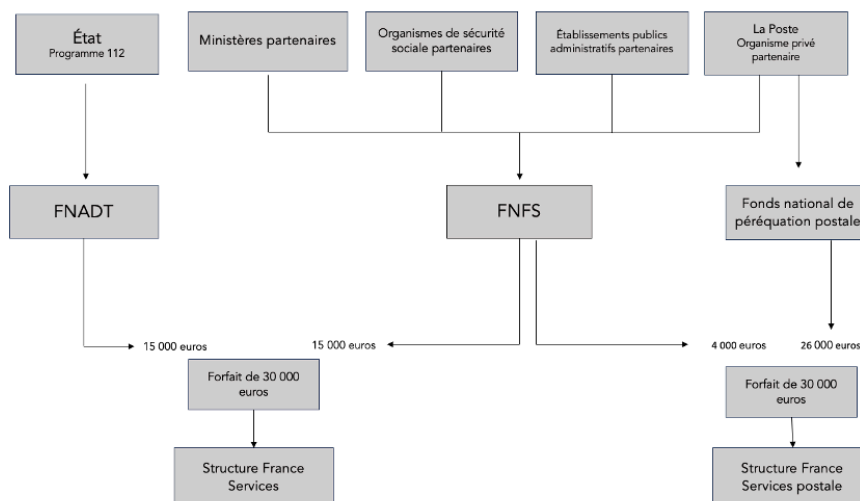 État
Programme 112
Ministères partenaires
Organismes de sécurité
sociale partenaires
Établissements publics
administratifs partenaires
La Poste
Organisme privé
partenaire
FNADT
FNFS
Fonds national de
péréquation postale
15 000 euros
15 000 euros
4 000 euros
26 000 euros
Forfait de 30 000
euros
Forfait de 30 000
euros
Structure France
Services
Structure France
Services postale